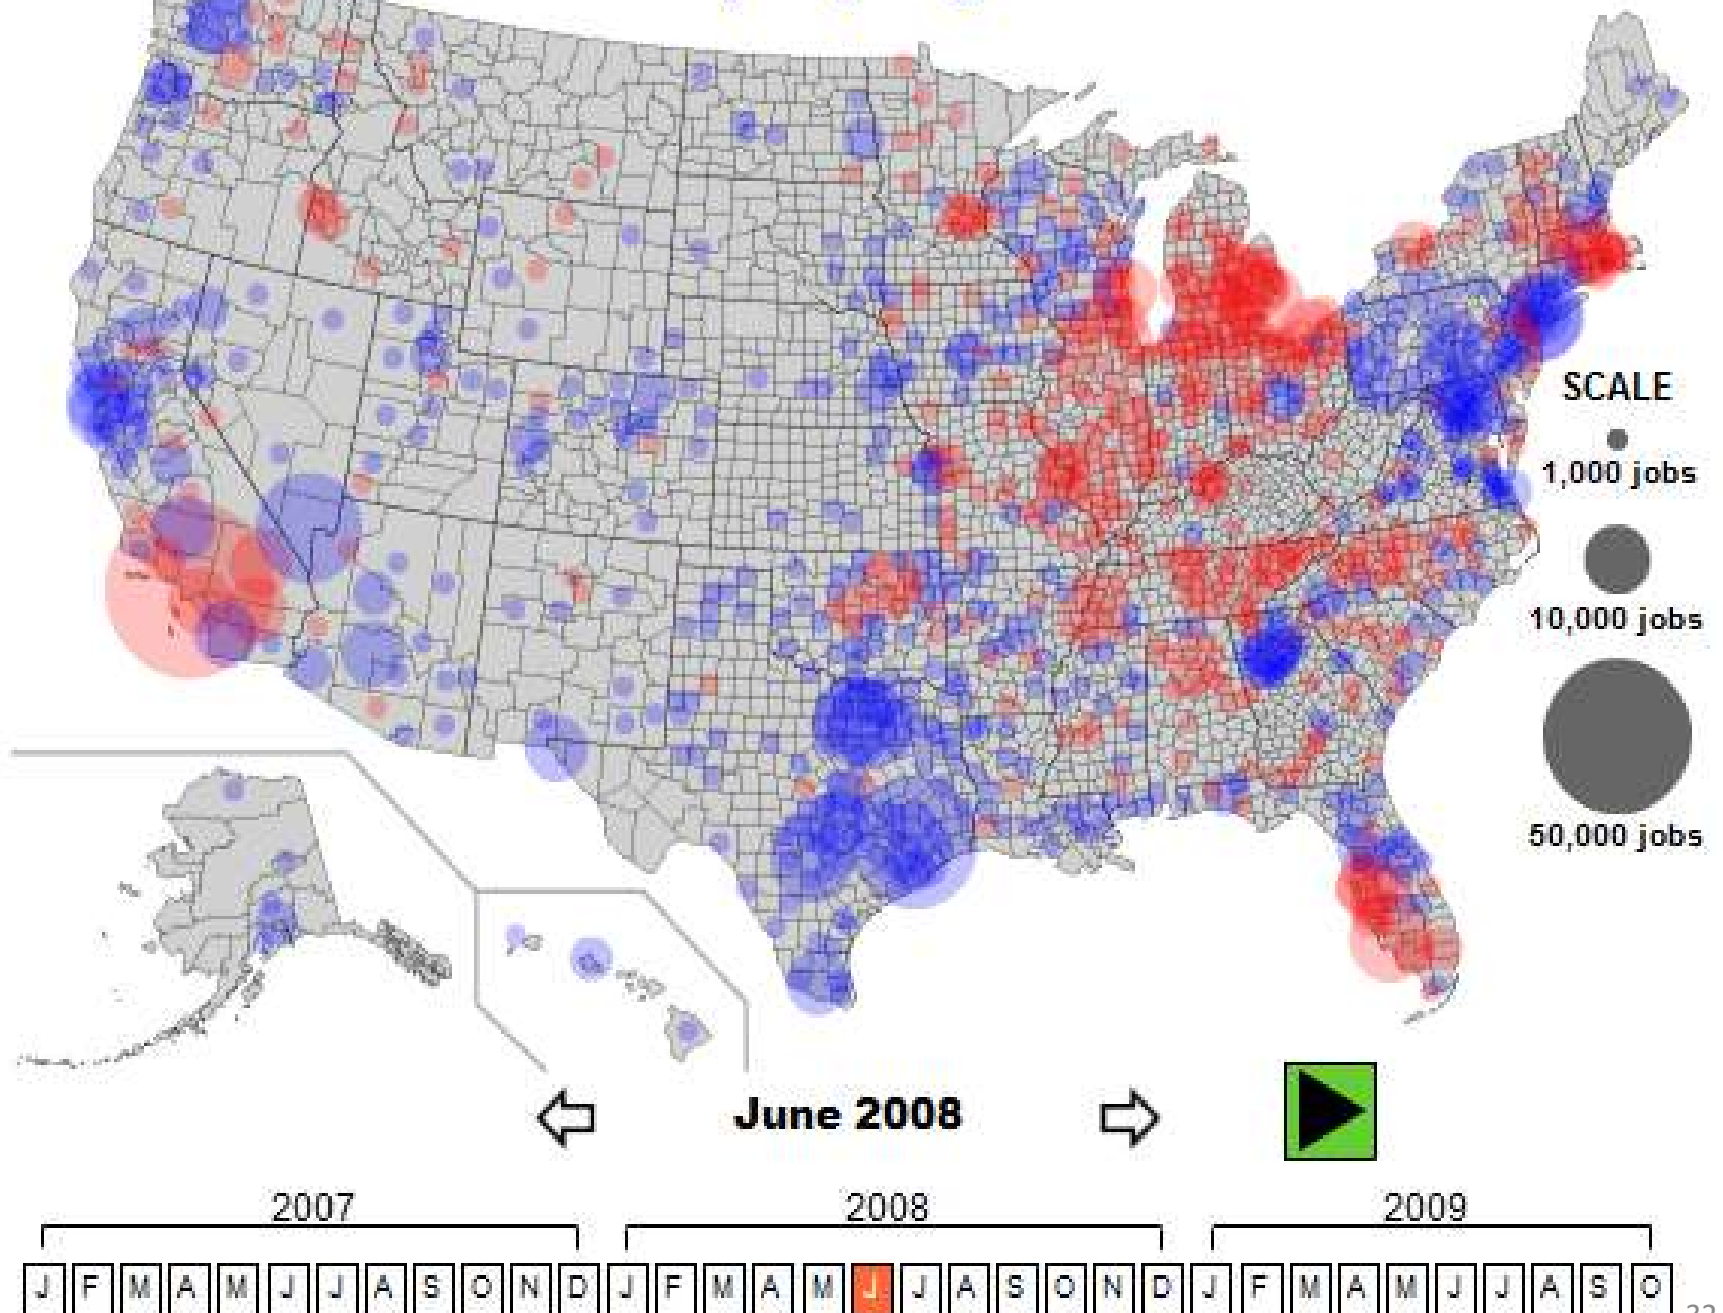 SCALE
1,000 jobs
10,000 jobs
50,000 jobs
June 2008
2007 2008 2009
J F M A M J J A S O N D J F M A M J J A S O N D J F M A M J J A S O